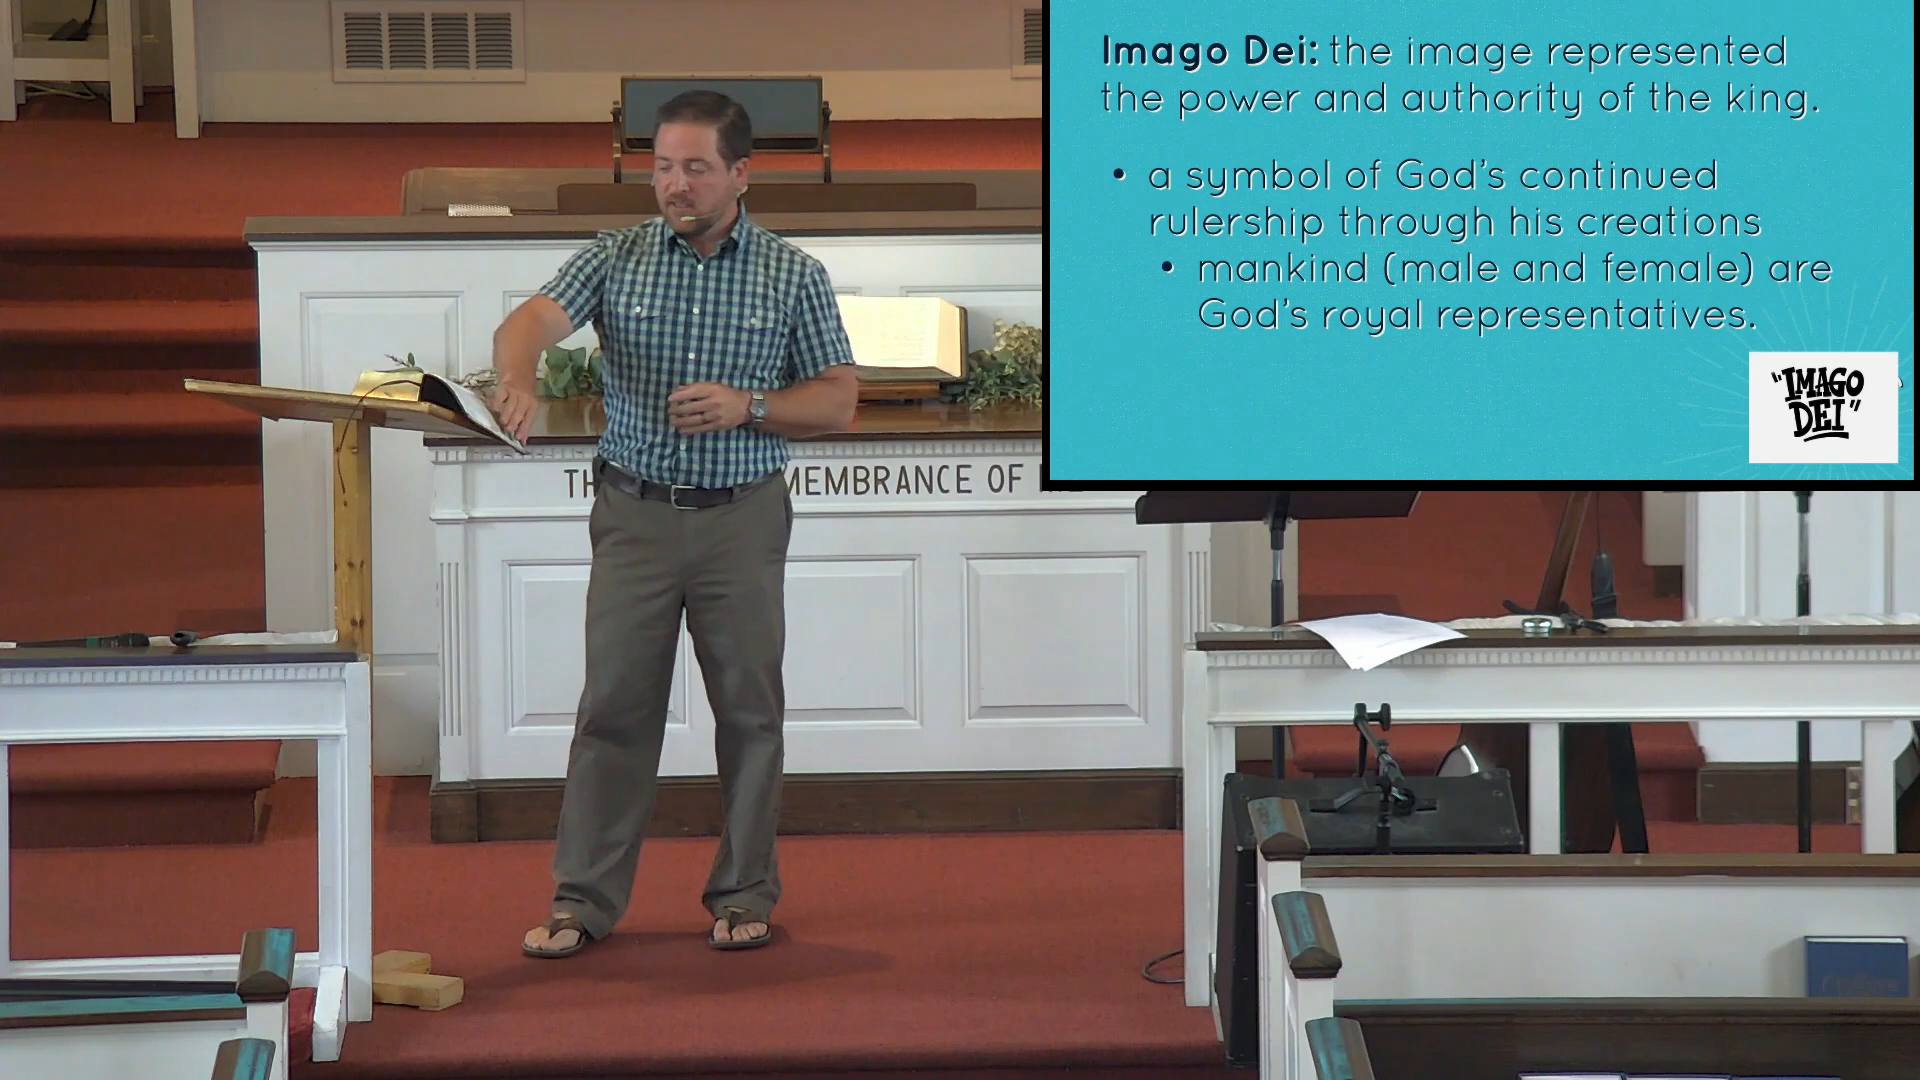 Imago Dei: the image represented
the power and authority of the king.
• a symbol of God's continued
rulership through his creations
• mankind (male and female) are
God's royal representatives.
"IMAGO
DEI"
TH MEMBRANCE OF